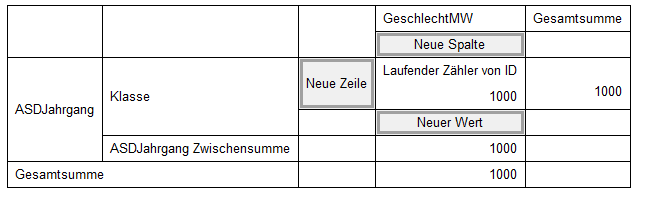 GeschlechtMW Gesamtsumme
Neue Spalte
ASDJahrgang Klasse Neue Zeile Laufender Zähler von ID
1000 1000
Neuer Wert
ASDJahrgang Zwischensumme 1000
Gesamtsumme 1000